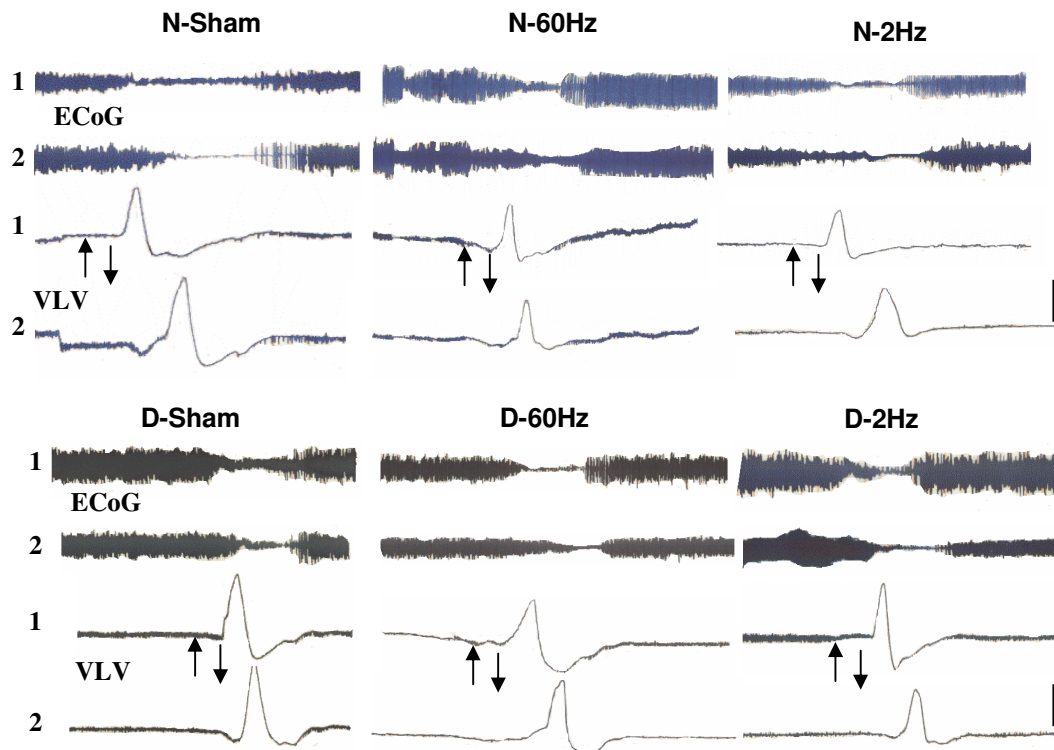 N-Sham N-60Hz N-2Hz
1
ECoG
2
1
VLV
2
D-Sham D-60Hz D-2Hz
1
ECoG
2
1
VLV
2